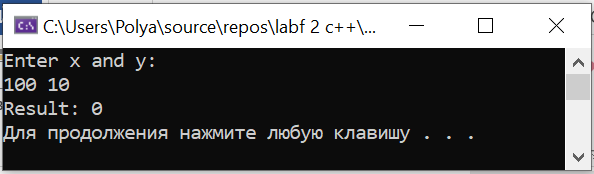 C:\Users\Polya\source\repos\labf 2 c++\...
Enter x and y:
100 10
Result: 0
Для продолжения нажмите любую клавишу . . .